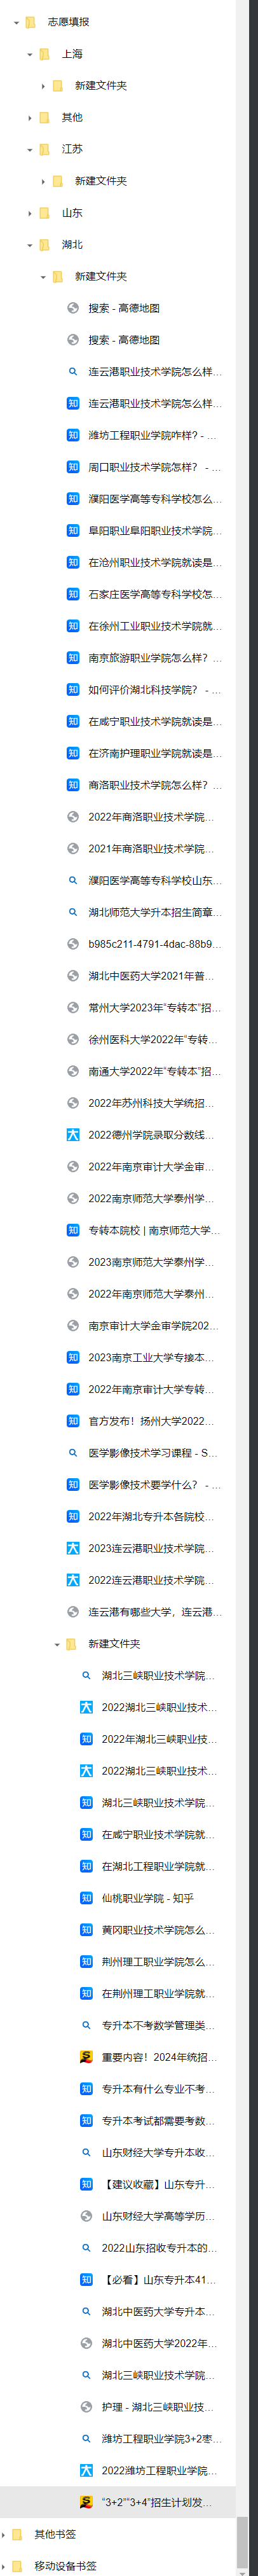 志愿填报
上海
新建文件夹
其他
江苏
新建文件夹
山东
湖北
新建文件夹
搜索 - 高德地图
搜索 - 高德地图
连云港职业技术学院怎么样...
连云港职业技术学院怎么样...
潍坊工程职业学院咋样? - ...
周口职业技术学院怎样？ - ...
濮阳医学高等专科学校怎么...
阜阳职业阜阳职业技术学院...
在沧州职业技术学院就读是...
石家庄医学高等专科学校怎...
在徐州工业职业技术学院就...
南京旅游职业学院怎么样？...
如何评价湖北科技学院？ - ...
在咸宁职业技术学院就读是...
在济南护理职业学院就读是...
商洛职业技术学院怎么样？...
2022年商洛职业技术学院...
2021年商洛职业技术学院...
濮阳医学高等专科学校山东...
湖北师范大学升本招生简章...
b985c211-4791-4dac-88b9...
湖北中医药大学2021年普...
常州大学2023年“专转本”招...
徐州医科大学2022年“专转...
南通大学2022年“专转本”招...
2022年苏州科技大学统招...
2022德州学院录取分数线...
2022年南京审计大学金审...
2022南京师范大学泰州学...
专转本院校 | 南京师范大学...
2023南京师范大学泰州学...
2022年南京师范大学泰州...
南京审计大学金审学院202...
2023南京工业大学专接本...
2022年南京审计大学专转...
官方发布！扬州大学2022...
医学影像技术学习课程 - S...
医学影像技术要学什么？ - ...
2022年湖北专升本各院校...
2023连云港职业技术学院...
2022连云港职业技术学院...
连云港有哪些大学，连云港...
新建文件夹
湖北三峡职业技术学院...
2022湖北三峡职业技术...
2022年湖北三峡职业技...
2022湖北三峡职业技术...
湖北三峡职业技术学院...
在咸宁职业技术学院就...
在湖北工程职业学院就...
仙桃职业学院 - 知乎
黄冈职业技术学院怎么...
荆州理工职业学院怎么...
在荆州理工职业学院就...
专升本不考数学管理类...
重要内容！2024年统招...
专升本有什么专业不考...
专升本考试都需要考数...
山东财经大学专升本收...
【建议收藏】山东专升...
山东财经大学高等学历...
2022山东招收专升本的...
【必看】山东专升本41...
湖北中医药大学专升本...
湖北中医药大学2022年...
湖北三峡职业技术学院...
护理 - 湖北三峡职业技...
潍坊工程职业学院3+2枣...
2022潍坊工程职业学院...
“3+2”“3+4”招生计划发...
其他书签
移动设备书签